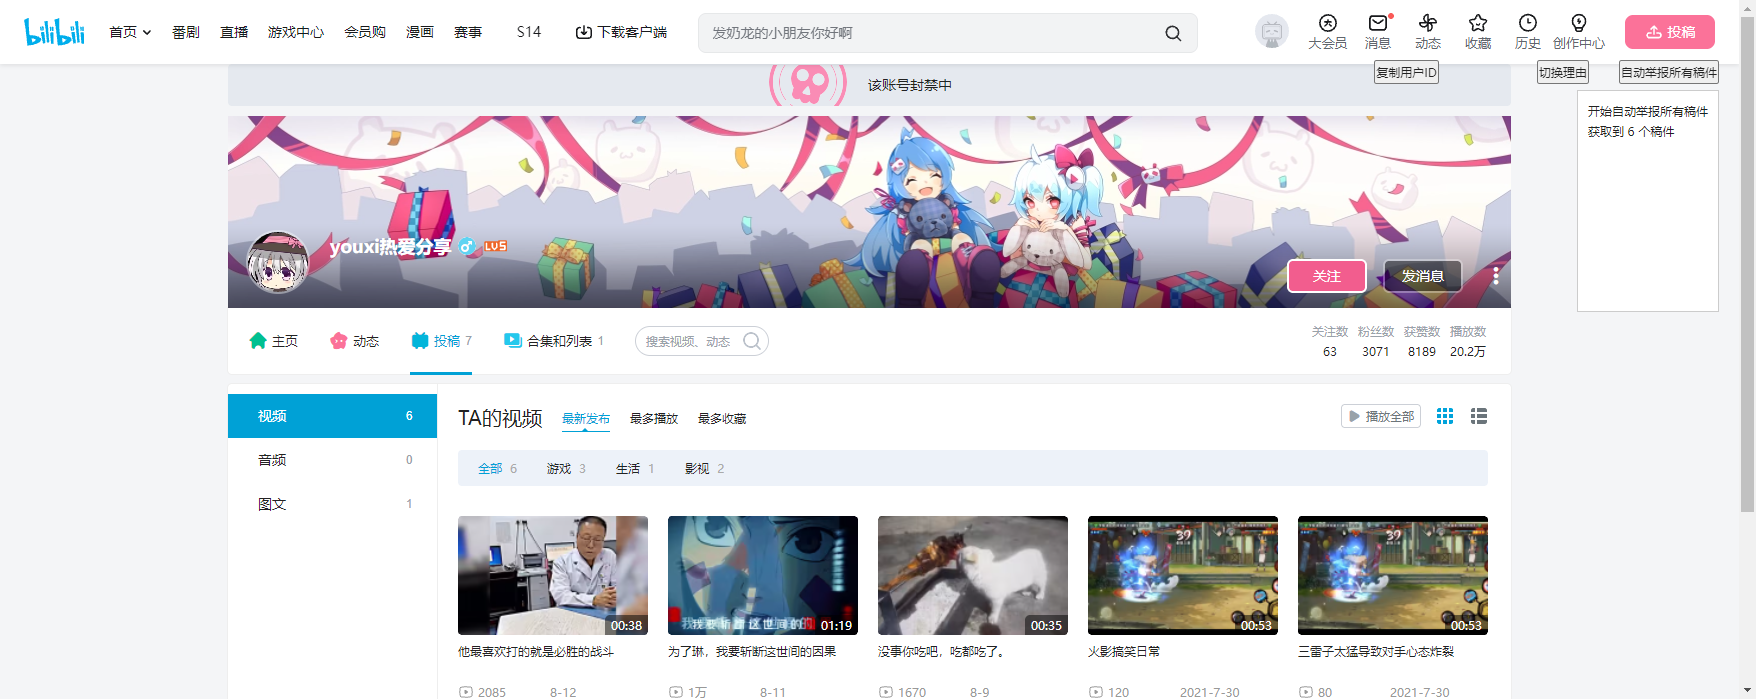 bilibili
首页 番剧 直播 游戏中心 会员购 漫画 赛事 S14 下载客户端
发奶龙的小朋友你好啊
大会员 消息 动态 收藏 历史 创作中心 投稿
复制用户ID 切换理由 自动举报所有稿件
该账号封禁中
开始自动举报所有稿件
获取到 6 个稿件
youxi热爱分享 LV5
关注 发消息
主页 动态 投稿 7 合集和列表 1 搜索视频、动态
关注数 粉丝数 获赞数 播放数
63 3071 8189 20.2万
视频 6
音频 0
图文 1
TA的视频 最新发布 最多播放 最多收藏 播放全部
全部 6 游戏 3 生活 1 影视 2
00:38
我我要斩断这世间的
01:19
00:35
39
00:53
39
00:53
他最喜欢打的就是必胜的战斗
为了琳，我要斩断这世间的因果
没事你吃吧，吃都吃了。
火影搞笑日常
三雷子太猛导致对手心态炸裂
2085 8-12
1万 8-11
1670 8-9
120 2021-7-30
80 2021-7-30